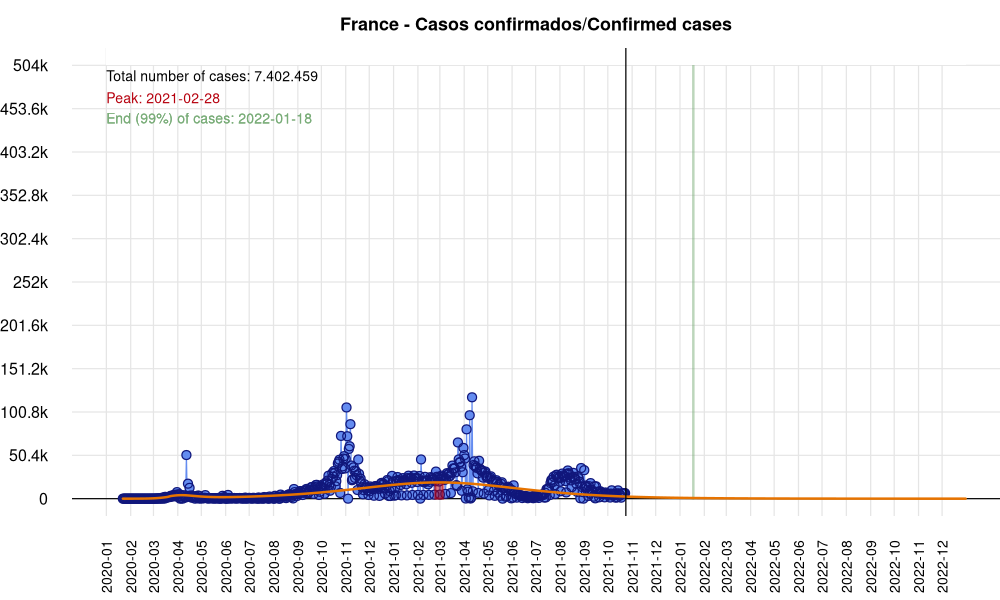 France - Casos confirmados/Confirmed cases
504k
Total number of cases: 7.402.459
Peak: 2021-02-28
453.6k
End (99%) of cases: 2022-01-18
403.2k
352.8k
302.4k
252k
201.6k
151.2k
100.8k
50.4k
0
2020-01
2020-02
2020-03
2020-04
2020-05
2020-06
2020-07
2020-08
2020-09
2020-10
2020-11
2020-12
2021-01
2021-02
2021-03
2021-04
2021-05
2021-06
2021-07
2021-08
2021-09
2021-10
2021-11
2021-12
2022-01
2022-02
2022-03
2022-04
2022-05
2022-06
2022-07
2022-08
2022-09
2022-10
2022-11
2022-12